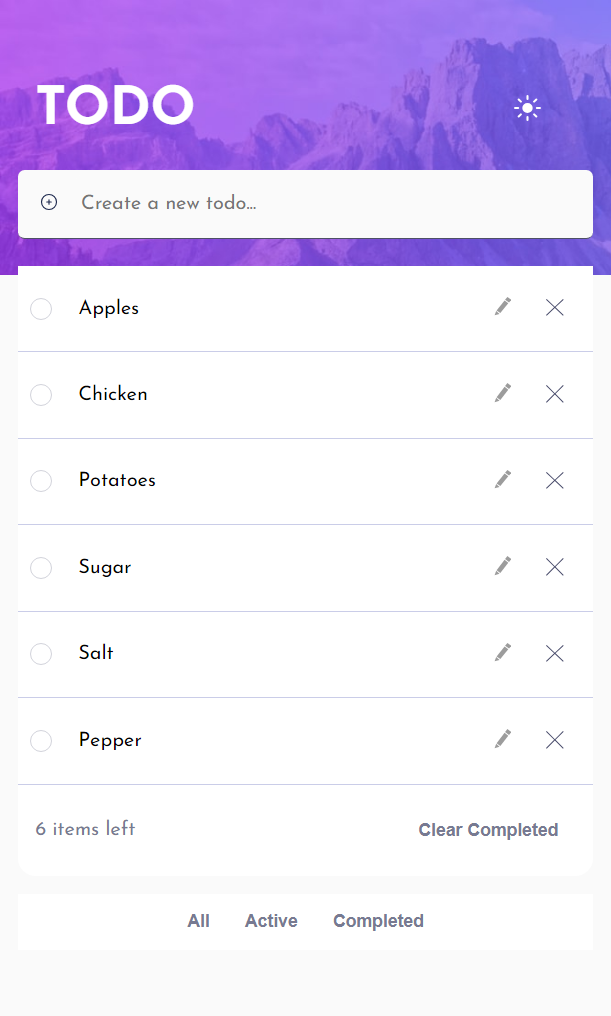 TODO
Create a new todo...
Apples
Chicken
Potatoes
Sugar
Salt
Pepper
6 items left Clear Completed
All Active Completed